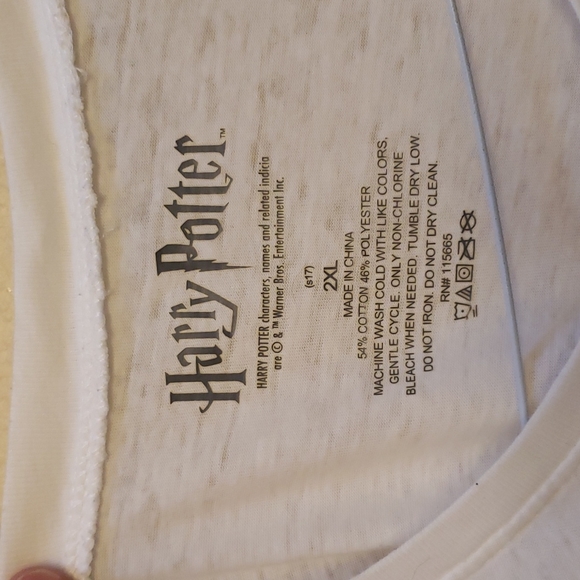 Harry Potter™
HARRY POTTER characters, names and related indicia
are © & ™ Warner Bros. Entertainment Inc.
(s17)
2XL
MADE IN CHINA
54% COTTON 46% POLYESTER
MACHINE WASH COLD WITH LIKE COLORS,
GENTLE CYCLE. ONLY NON-CHLORINE
BLEACH WHEN NEEDED, TUMBLE DRY LOW.
DO NOT IRON. DO NOT DRY CLEAN.
RN# 115665